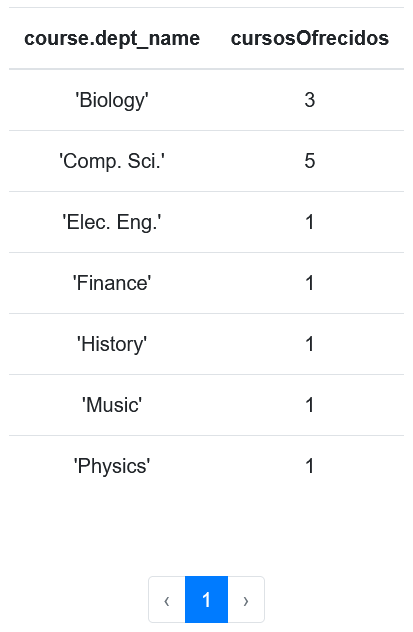 course.dept_name cursosOfrecidos
'Biology' 3
'Comp. Sci.' 5
'Elec. Eng.' 1
'Finance' 1
'History' 1
'Music' 1
'Physics' 1
‹ 1 ›